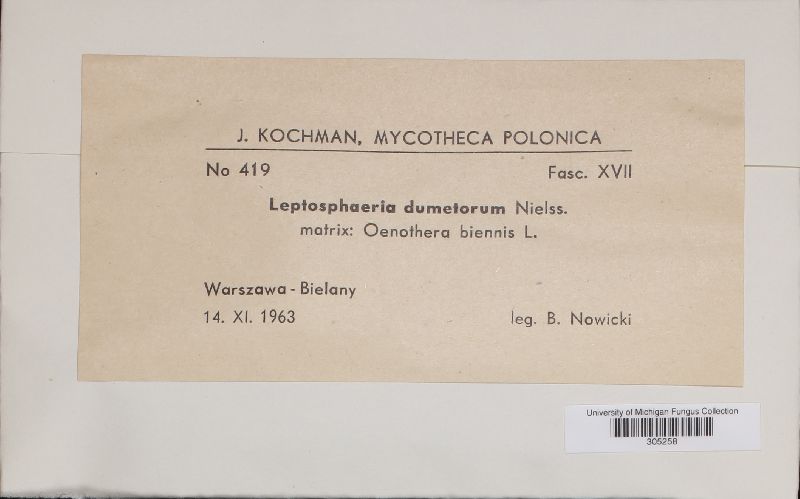 J. KOCHMAN, MYCOTHECA POLONICA
No 419 Fasc. XVII
Leptosphaeria dumetorum Nielss.
matrix: Oenothera biennis L.
Warszawa - Bielany
14. XI. 1963 leg. B. Nowicki
University of Michigan Fungus Collection
305258